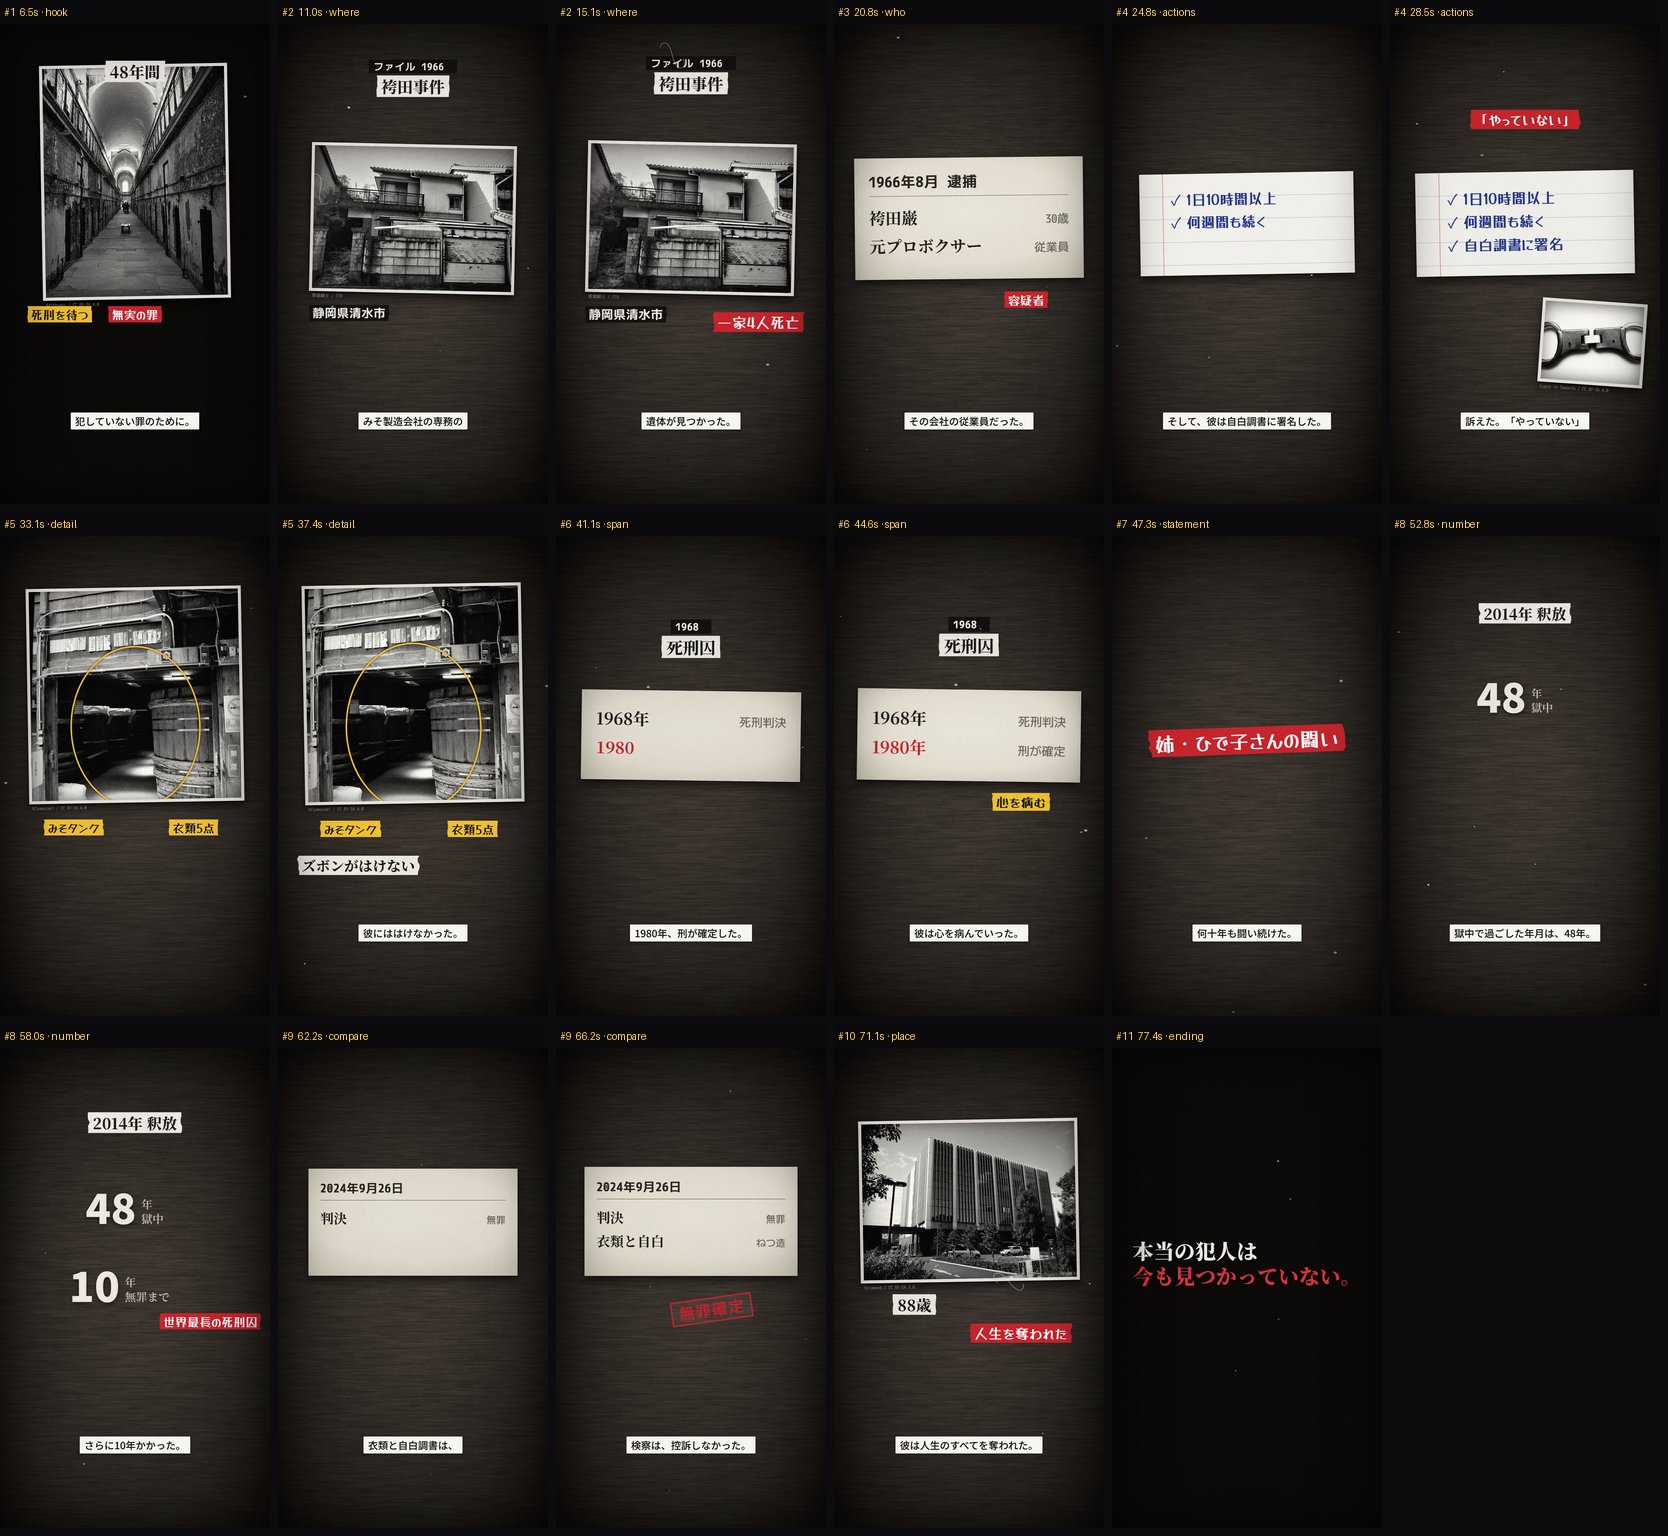 #1 6.5s · hook
48年間
死刑を待つ
無実の罪
犯していない罪のために。
#2 11.0s · where
ファイル 1966
袴田事件
静岡県清水市
みそ製造会社の専務の
#2 15.1s · where
ファイル 1966
袴田事件
静岡県清水市
一家4人死亡
遺体が見つかった。
#3 20.8s · who
1966年8月 逮捕
袴田巌 30歳
元プロボクサー 従業員
容疑者
その会社の従業員だった。
#4 24.8s · actions
✓ 1日10時間以上
✓ 何週間も続く
そして、彼は自白調書に署名した。
#4 28.5s · actions
「やっていない」
✓ 1日10時間以上
✓ 何週間も続く
✓ 自白調書に署名
訴えた。「やっていない」
#5 33.1s · detail
みそタンク
衣類5点
#5 37.4s · detail
みそタンク
衣類5点
ズボンがはけない
彼にははけなかった。
#6 41.1s · span
1968
死刑囚
1968年 死刑判決
1980
1980年、刑が確定した。
#6 44.6s · span
1968
死刑囚
1968年 死刑判決
1980年 刑が確定
心を病む
彼は心を病んでいった。
#7 47.3s · statement
姉・ひで子さんの闘い
何十年も闘い続けた。
#8 52.8s · number
2014年 釈放
48 年 獄中
獄中で過ごした年月は、48年。
#8 58.0s · number
2014年 釈放
48 年 獄中
10 年 無罪まで
世界最長の死刑囚
さらに10年かかった。
#9 62.2s · compare
2024年9月26日
判決 無罪
衣類と自白調書は、
#9 66.2s · compare
2024年9月26日
判決 無罪
衣類と自白 ねつ造
無罪確定
検察は、控訴しなかった。
#10 71.1s · place
88歳
人生を奪われた
彼は人生のすべてを奪われた。
#11 77.4s · ending
本当の犯人は
今も見つかっていない。